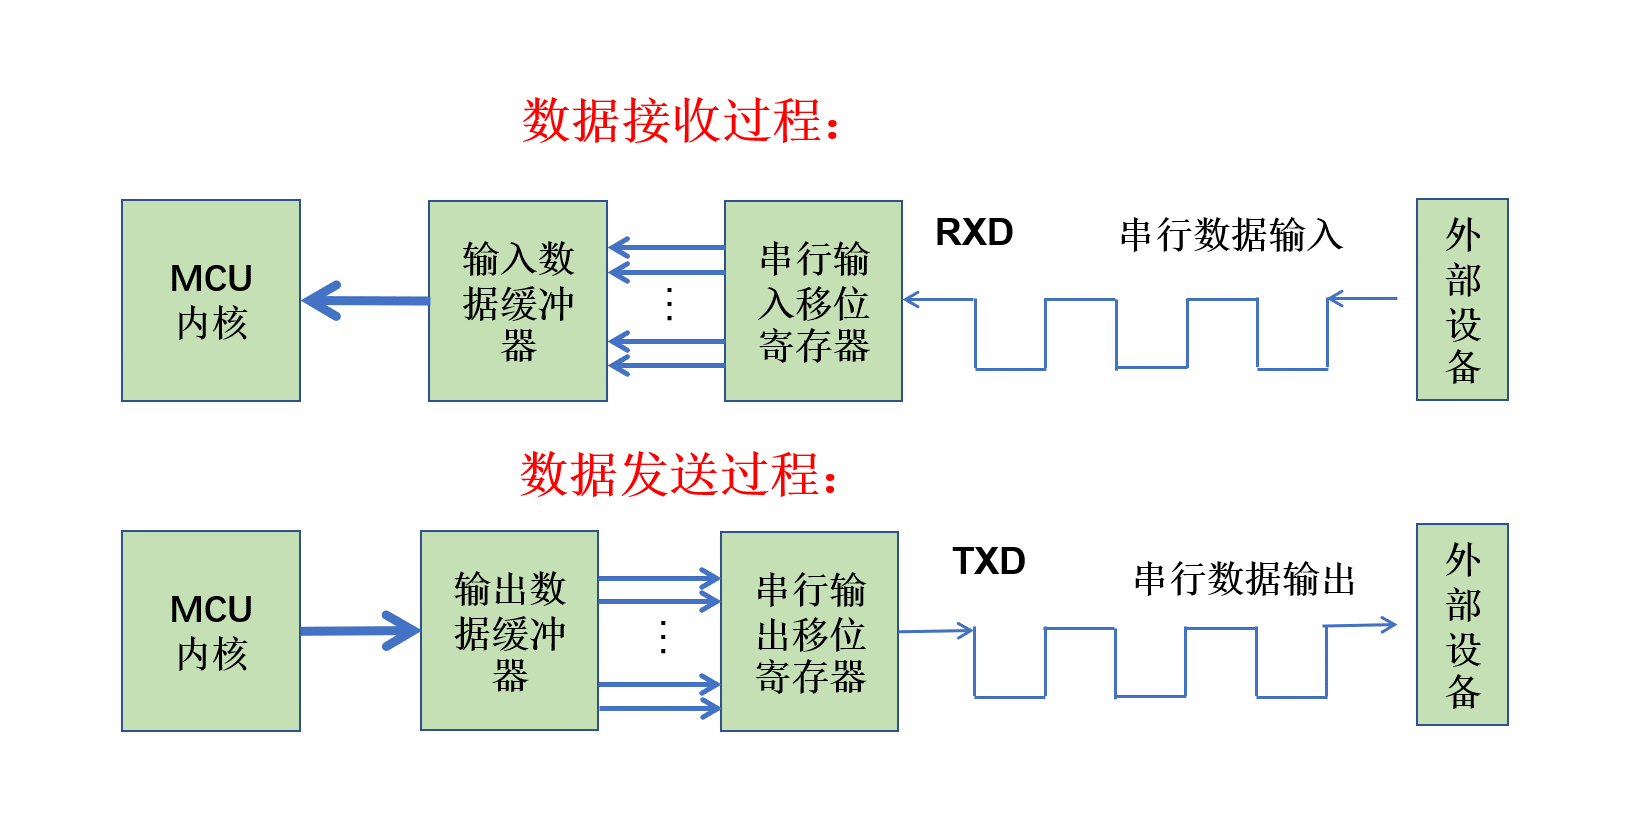 数据接收过程：
MCU
内核
输入数
据缓冲
器
串行输
入移位
寄存器
RXD
串行数据输入
外
部
设
备
数据发送过程：
MCU
内核
输出数
据缓冲
器
串行输
出移位
寄存器
TXD
串行数据输出
外
部
设
备